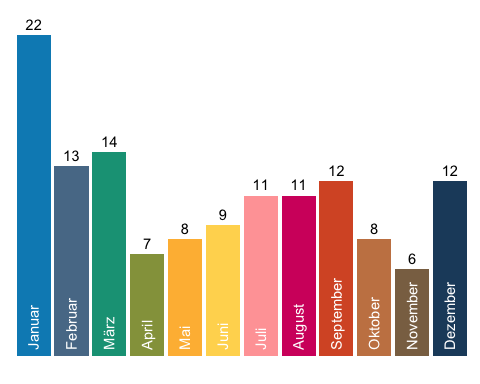 22
13
14
7
8
9
11
11
12
8
6
12
Januar
Februar
März
April
Mai
Juni
Juli
August
September
Oktober
November
Dezember